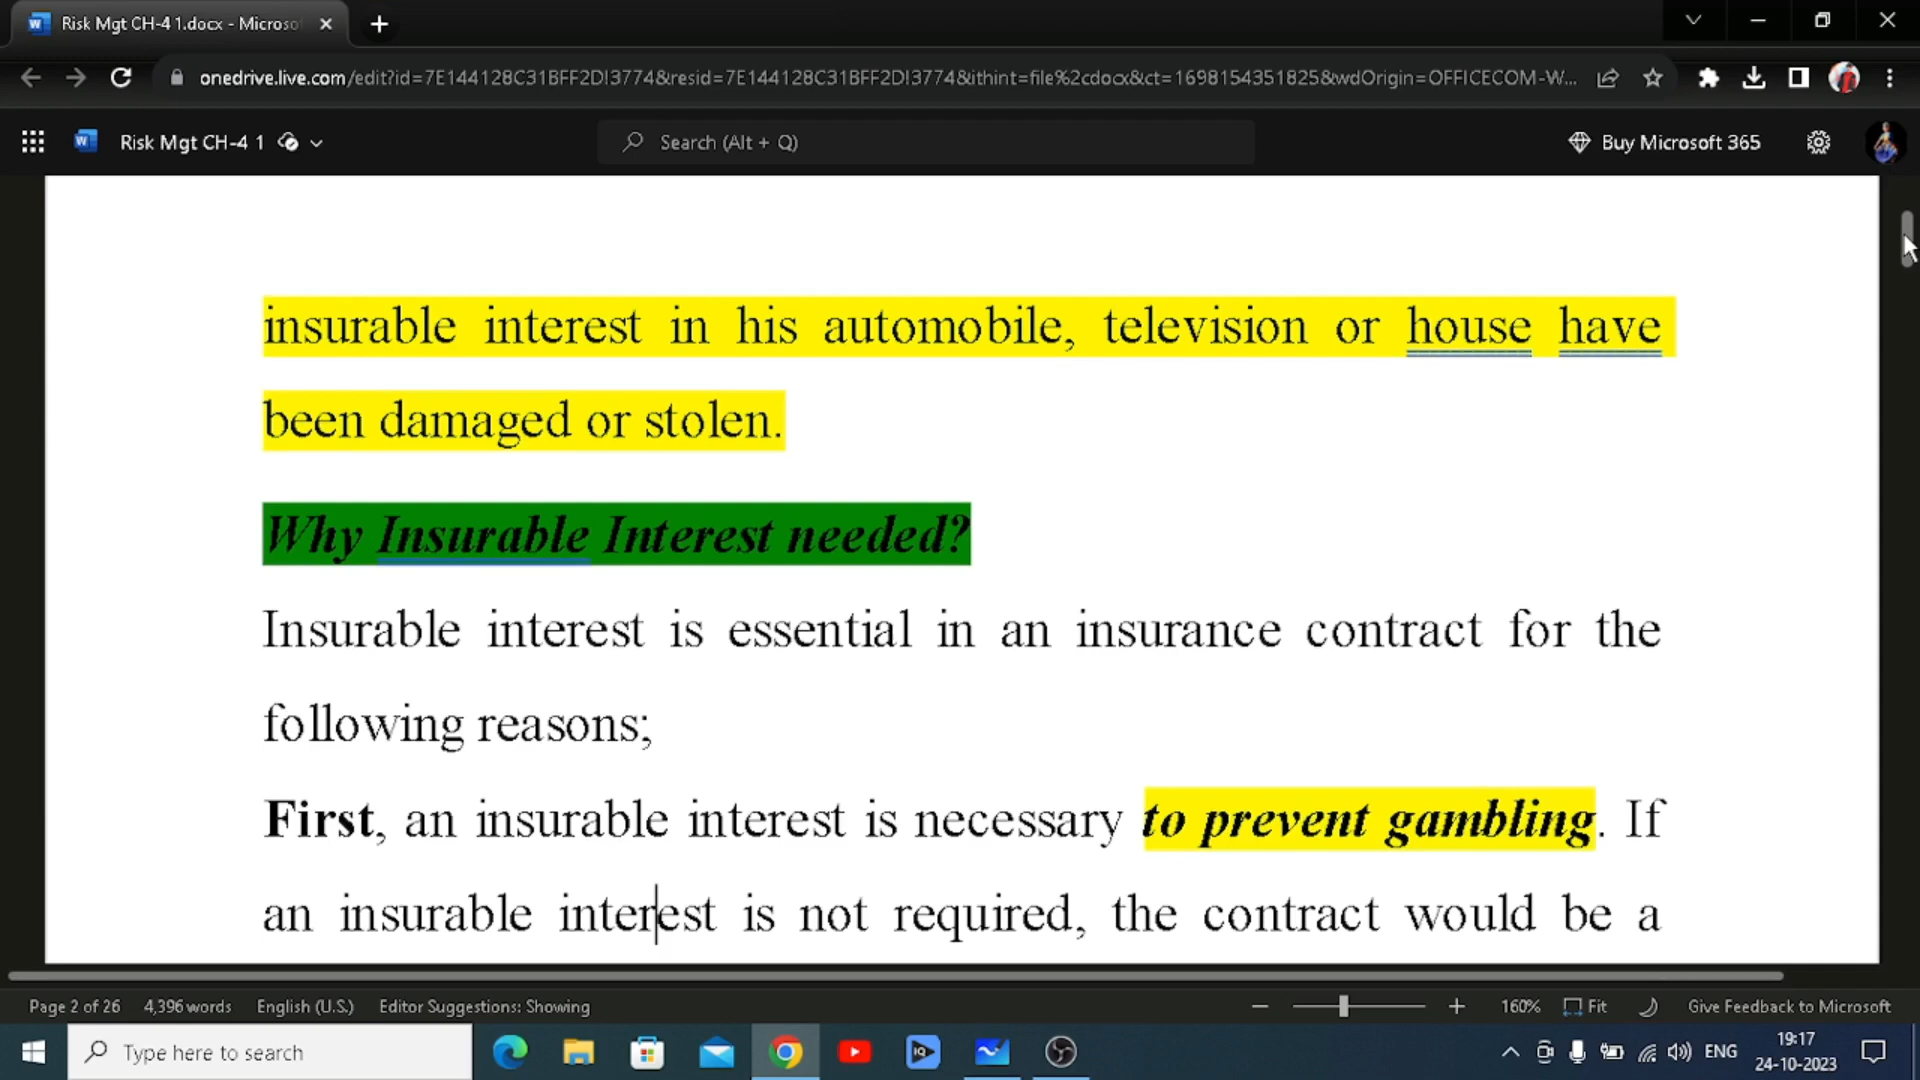 Risk Mgt CH-4 1.docx - Microso
onedrive.live.com/edit?id=7E144128C31BFF2D!3774&resid=7E144128C31BFF2D!3774&ithint=file%2cdocx&ct=1698154351825&wdOrigin=OFFICECOM-W...
Risk Mgt CH-4 1
Search (Alt + Q)
Buy Microsoft 365
insurable interest in his automobile, television or house have
been damaged or stolen.
Why Insurable Interest needed?
Insurable interest is essential in an insurance contract for the
following reasons;
First, an insurable interest is necessary to prevent gambling. If
an insurable interest is not required, the contract would be a
Page 2 of 26 4,396 words English (U.S.) Editor Suggestions: Showing 160% Fit Give Feedback to Microsoft
Type here to search
ENG
19:17
24-10-2023